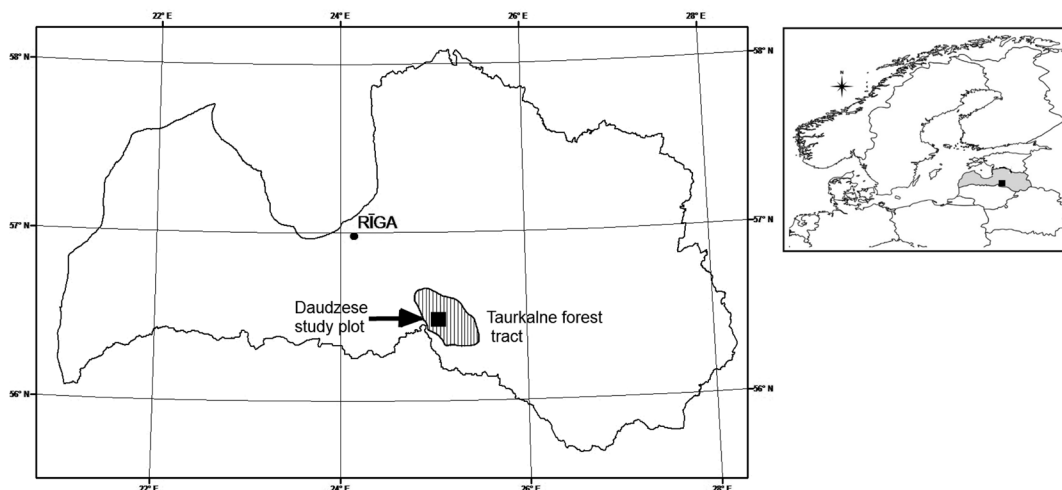 22° E
24° E
26° E
28° E
58° N
58° N
N
57° N
57° N
RĪGA
Daudzese
study plot
Taurkalne forest
tract
56° N
56° N
22° E
24° E
26° E
28° E